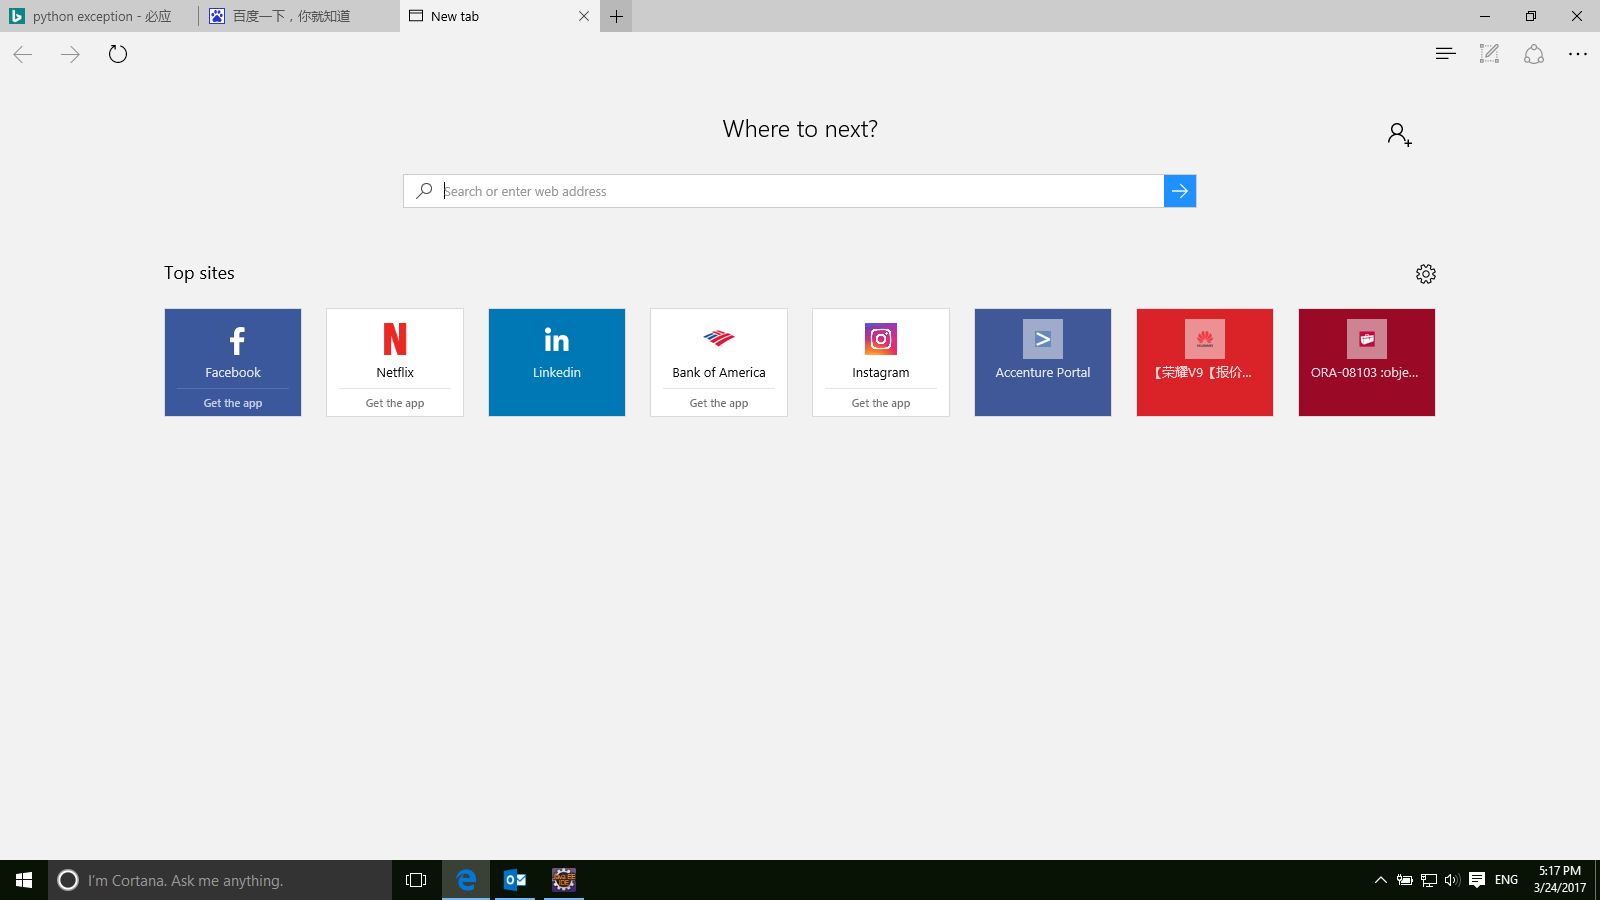 python exception - 必应
百度一下，你就知道
New tab
Where to next?
Search or enter web address
Top sites
Facebook
Get the app
Netflix
Get the app
Linkedin
Bank of America
Get the app
Instagram
Get the app
Accenture Portal
【荣耀V9【报价...
ORA-08103 :obje...
I'm Cortana. Ask me anything.
ENG
5:17 PM
3/24/2017